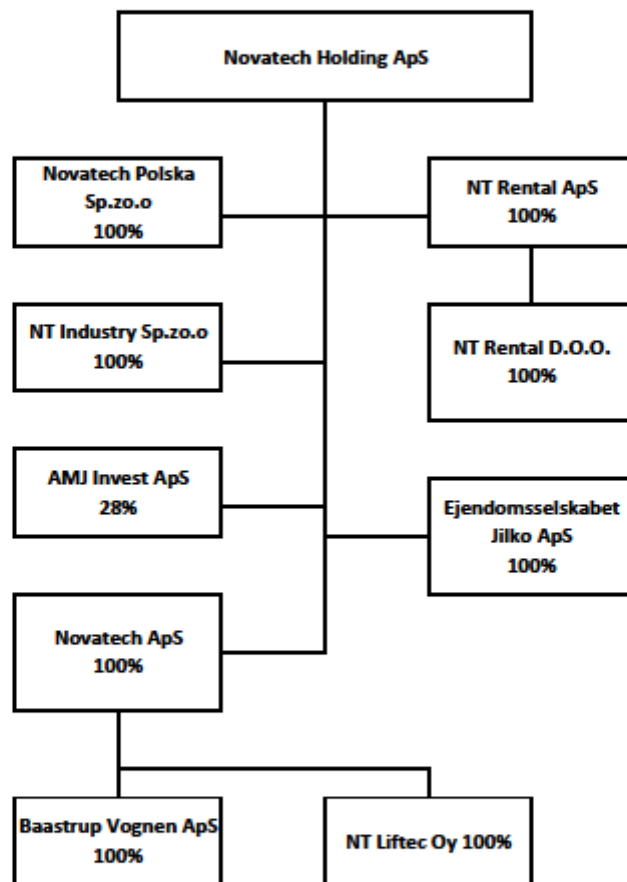 Novatech Holding ApS
Novatech Polska
Sp.zo.o
100%
NT Rental ApS
100%
NT Industry Sp.zo.o
100%
NT Rental D.O.O.
100%
AMJ Invest ApS
28%
Ejendomsselskabet
Jilko ApS
100%
Novatech ApS
100%
Baastrup Vognen ApS
100%
NT Liftec Oy 100%